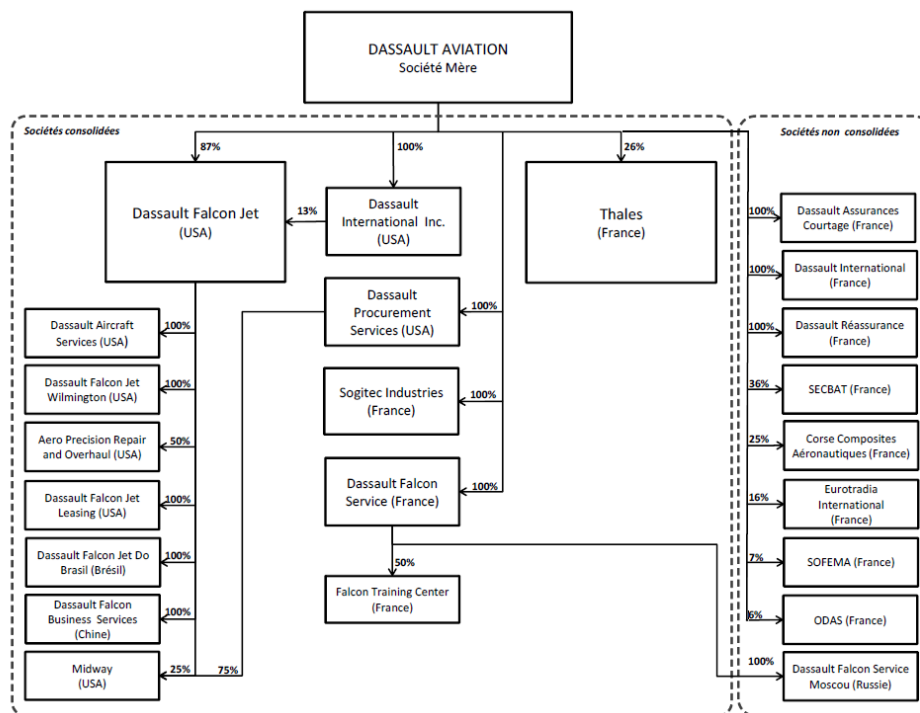 DASSAULT AVIATION
Société Mère
Sociétés consolidées
Sociétés non consolidées
87%
100%
26%
Dassault Falcon Jet
(USA)
13%
Dassault
International Inc.
(USA)
Thales
(France)
100%
Dassault Assurances
Courtage (France)
100%
Dassault International
(France)
Dassault
Procurement
Services (USA)
100%
100%
Dassault Réassurance
(France)
Dassault Aircraft
Services (USA)
100%
Dassault Falcon Jet
Wilmington (USA)
100%
Sogitec Industries
(France)
100%
36%
SECBAT (France)
Aero Precision Repair
and Overhaul (USA)
50%
25%
Corse Composites
Aéronautiques (France)
Dassault Falcon Jet
Leasing (USA)
100%
Dassault Falcon
Service (France)
100%
16%
Eurotradia
International
(France)
Dassault Falcon Jet Do
Brasil (Brésil)
100%
50%
Falcon Training Center
(France)
7%
SOFEMA (France)
Dassault Falcon
Business Services
(Chine)
100%
6%
ODAS (France)
Midway
(USA)
25%
75%
100%
Dassault Falcon Service
Moscou (Russie)